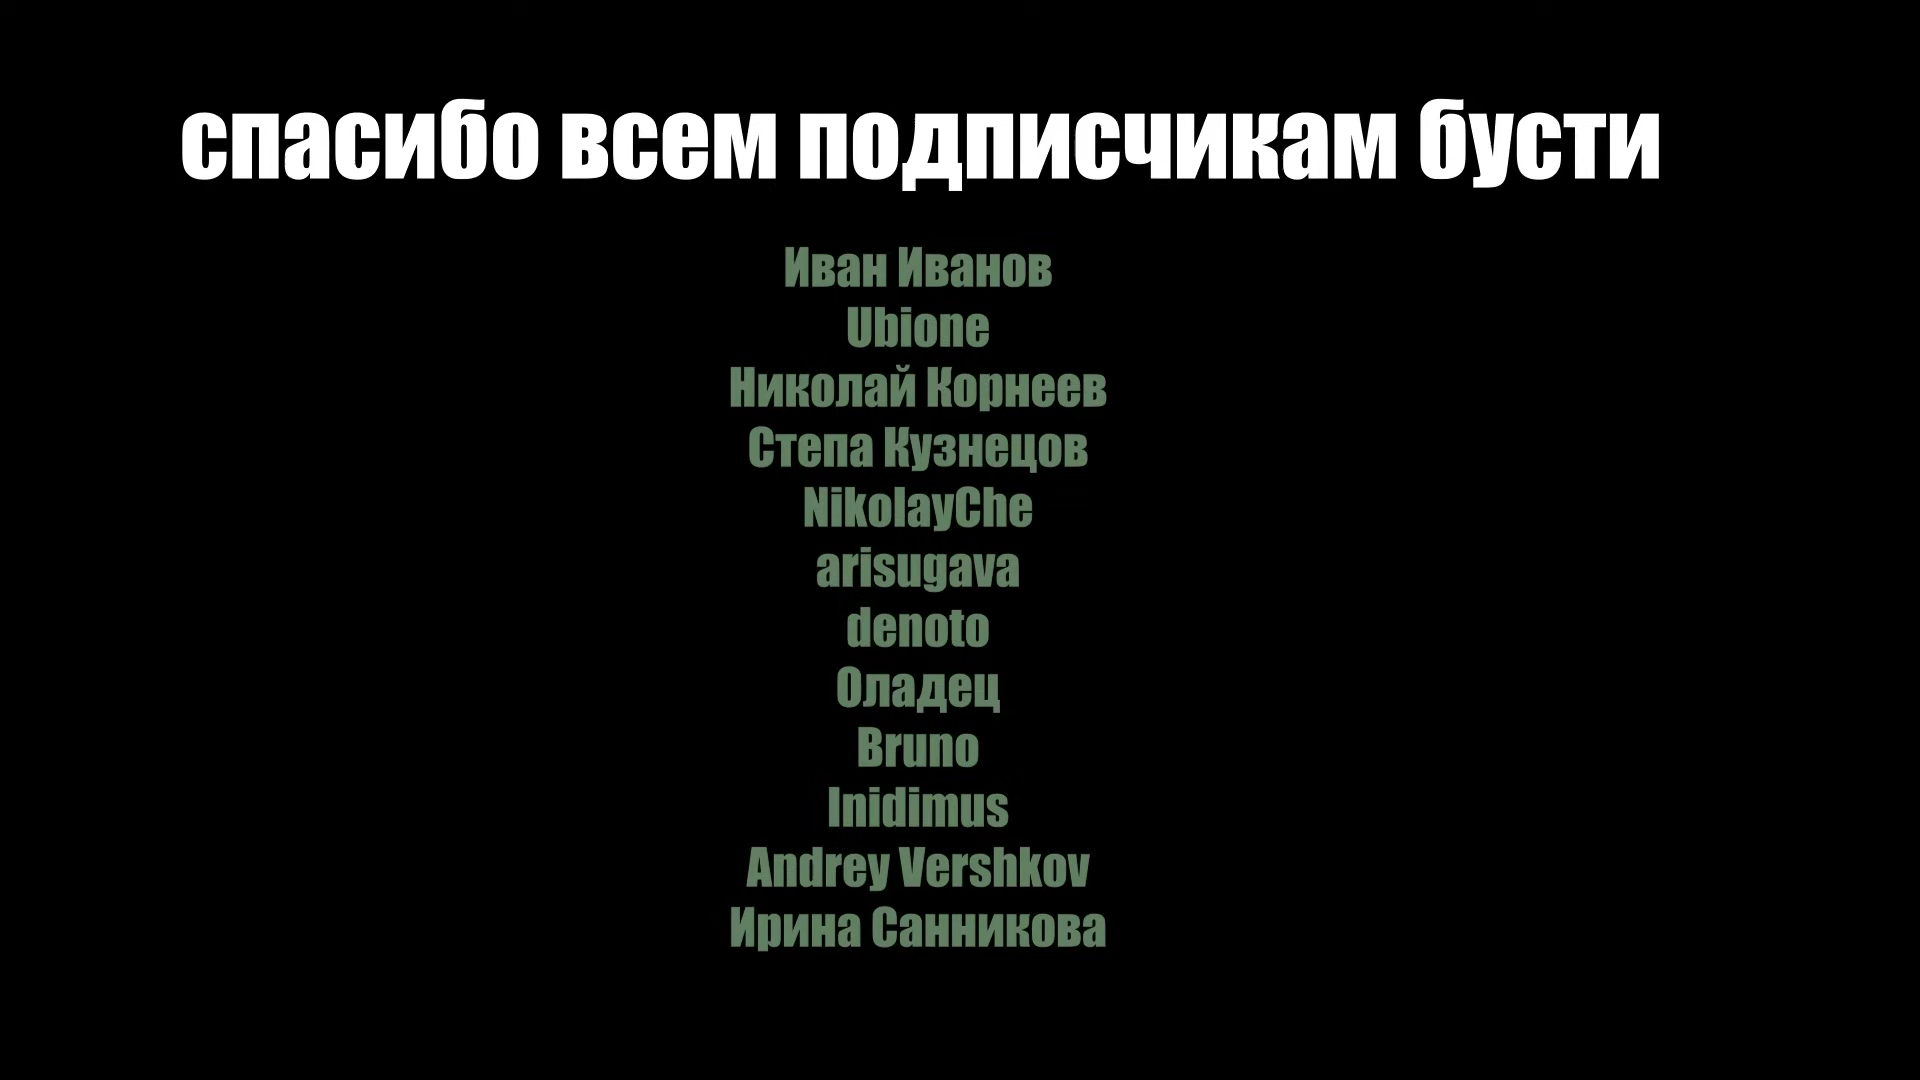 спасибо всем подписчикам бусти
Иван Иванов
Ubione
Николай Корнеев
Степа Кузнецов
NikolayChe
arisugava
denoto
Оладец
Bruno
Inidimus
Andrey Vershkov
Ирина Санникова